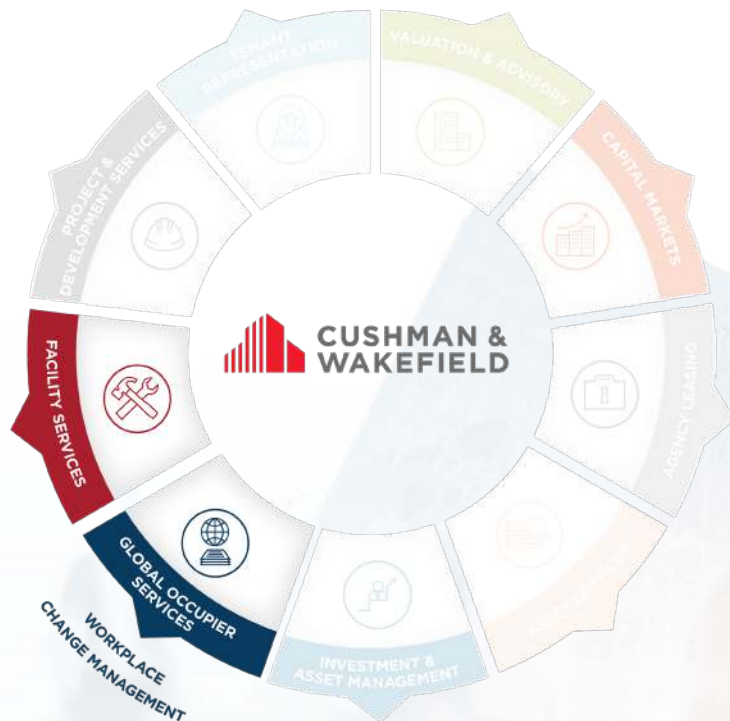 TENANT
REPRESENTATION
VALUATION & ADVISORY
CAPITAL MARKETS
AGENCY LEASING
INVESTMENT &
ASSET MANAGEMENT
GLOBAL OCCUPIER
SERVICES
WORKPLACE
CHANGE MANAGEMENT
FACILITY SERVICES
PROJECT &
DEVELOPMENT SERVICES
CUSHMAN &
WAKEFIELD